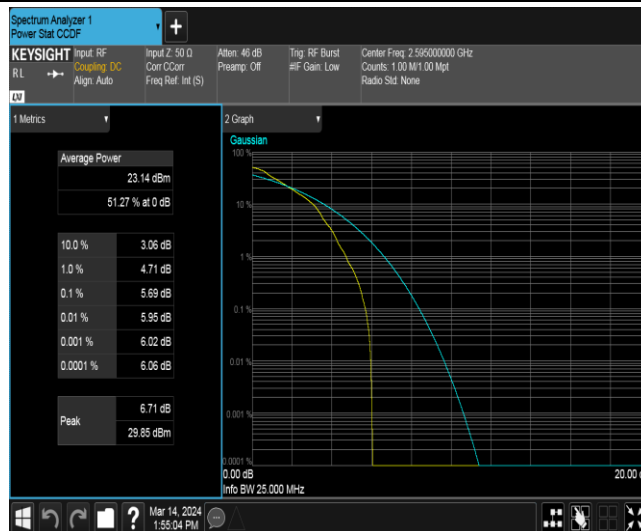 Spectrum Analyzer 1
Power Stat CCDF
+
KEYSIGHT
RL
Input: RF
Coupling: DC
Align: Auto
Input Z: 50 Ω
Corr CCorr
Freq Ref: Int (S)
Atten: 46 dB
Preamp: Off
Trig: RF Burst
#IF Gain: Low
Center Freq: 2.595000000 GHz
Counts: 1.00 M/1.00 Mpt
Radio Std: None
1 Metrics
Average Power
23.14 dBm
51.27 % at 0 dB
10.0 % 3.06 dB
1.0 % 4.71 dB
0.1 % 5.69 dB
0.01 % 5.95 dB
0.001 % 6.02 dB
0.0001 % 6.06 dB
Peak
6.71 dB
29.85 dBm
2 Graph
Gaussian
100 %
10 %
1 %
0.1 %
0.01 %
0.001 %
0.0001 %
0.00 dB
20.00
Info BW 25.000 MHz
?
Mar 14, 2024
1:55:04 PM